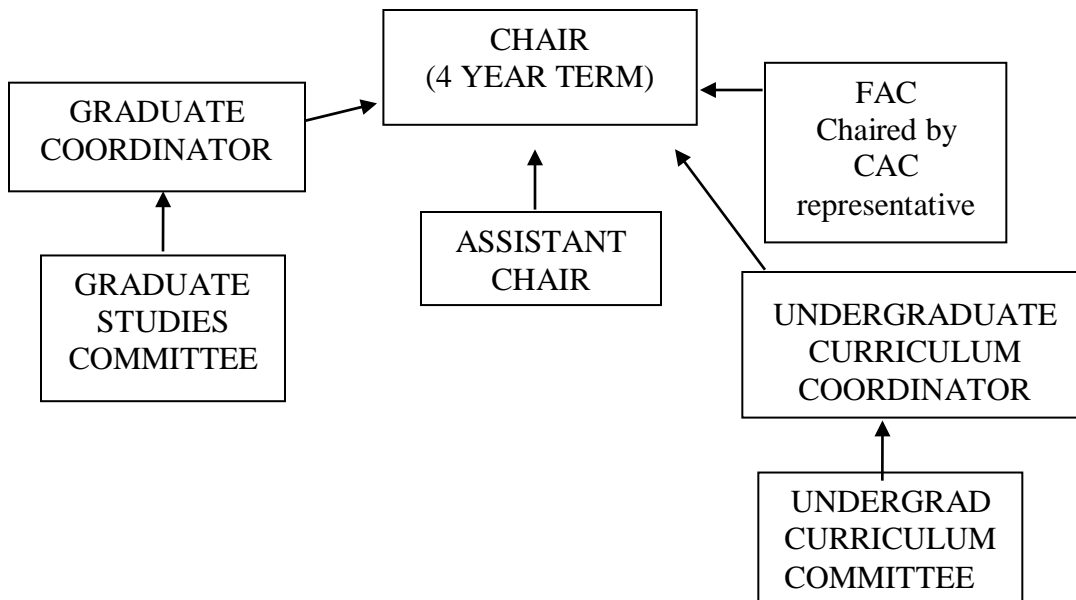 CHAIR
(4 YEAR TERM)
GRADUATE
COORDINATOR
FAC
Chaired by
CAC
representative
ASSISTANT
CHAIR
GRADUATE
STUDIES
COMMITTEE
UNDERGRADUATE
CURRICULUM
COORDINATOR
UNDERGRAD
CURRICULUM
COMMITTEE